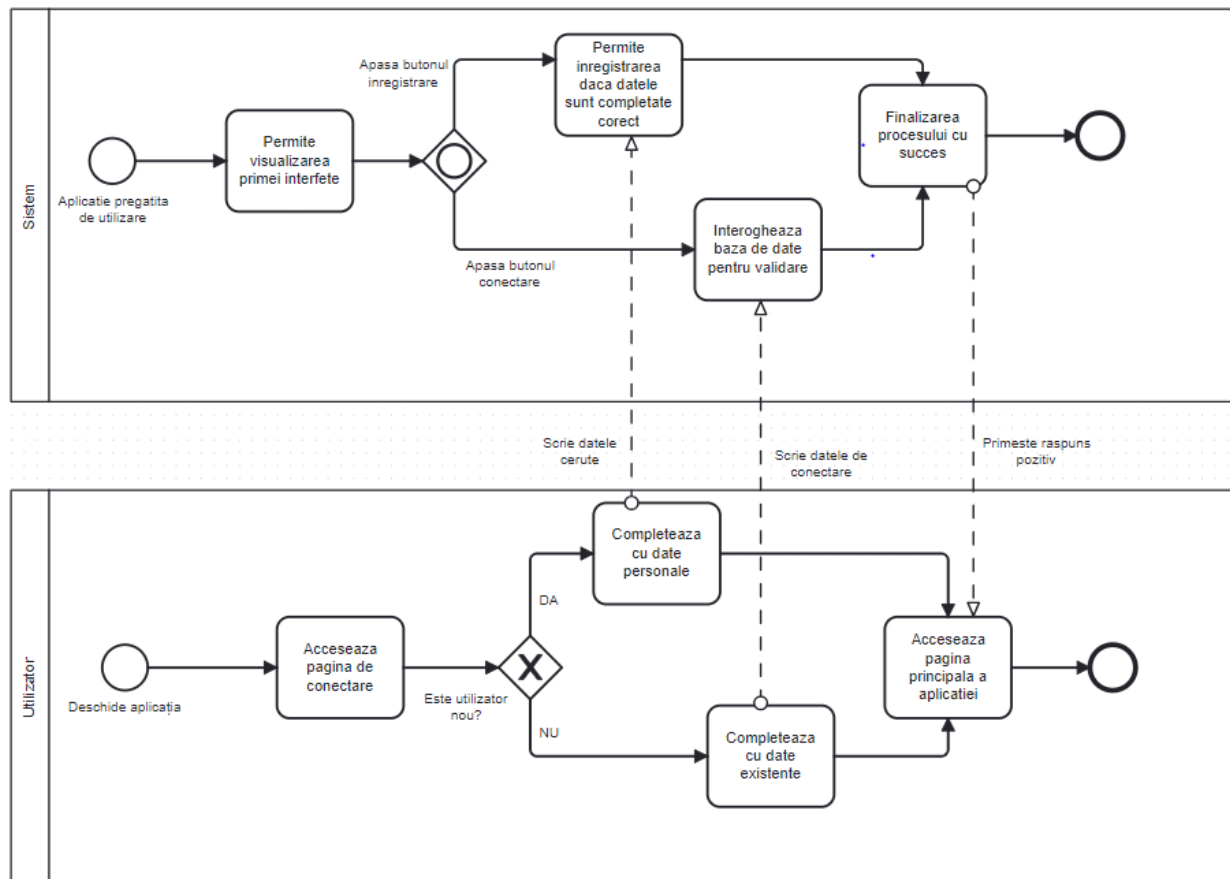 Sistem
Aplicatie pregatita
de utilizare
Permite
visualizarea
primei interfete
Apasa butonul
inregistrare
Apasa butonul
conectare
Permite
inregistrarea
daca datele
sunt completate
corect
Interogheaza
baza de date
pentru validare
Finalizarea
procesului cu
succes
Scrie datele
cerute
Scrie datele de
conectare
Primeste raspuns
pozitiv
Utilizator
Deschide aplicația
Acceseaza
pagina de
conectare
Este utilizator
nou?
DA
NU
Completeaza
cu date
personale
Completeaza
cu date
existente
Acceseaza
pagina
principala a
aplicatiei